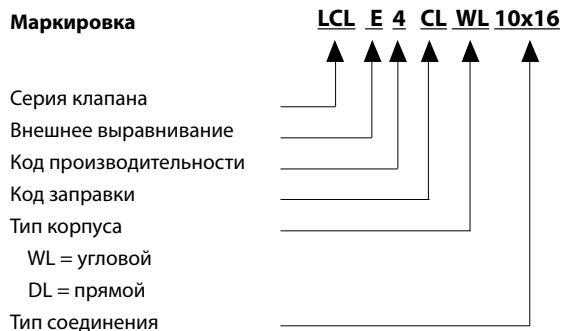 Маркировка LCL E 4 CL WL 10x16
Серия клапана
Внешнее выравнивание
Код производительности
Код заправки
Тип корпуса
WL = угловой
DL = прямой
Тип соединения